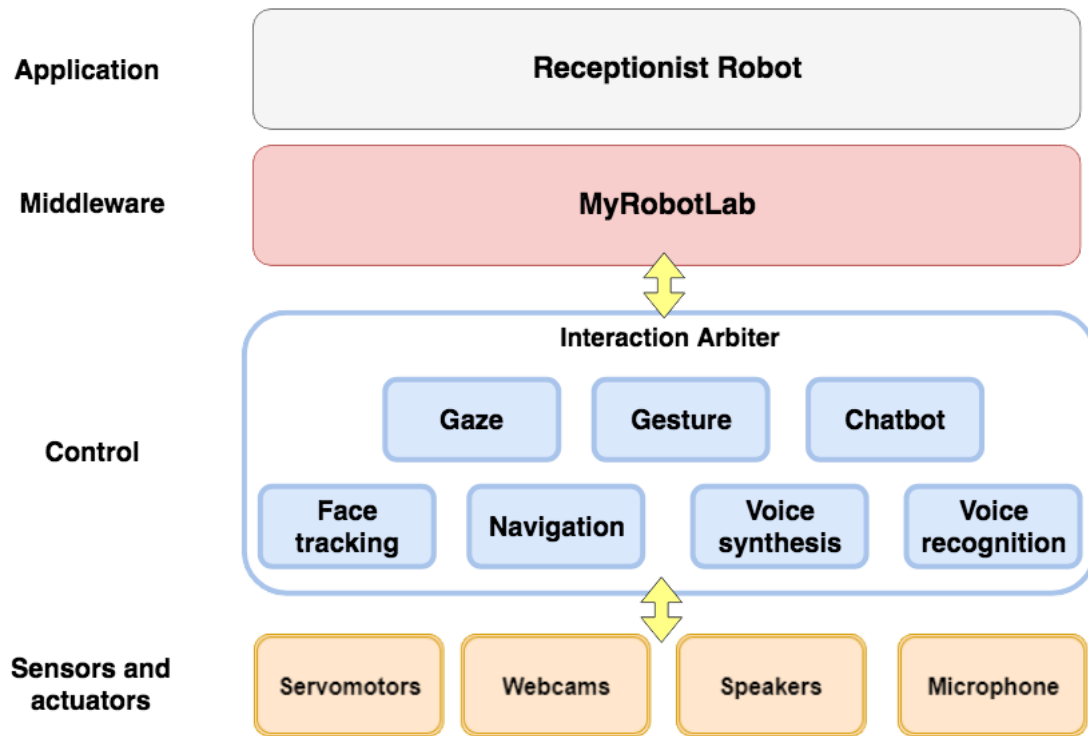 Application
Receptionist Robot
Middleware
MyRobotLab
Interaction Arbiter
Control
Gaze
Gesture
Chatbot
Face
tracking
Navigation
Voice
synthesis
Voice
recognition
Sensors and
actuators
Servomotors
Webcams
Speakers
Microphone